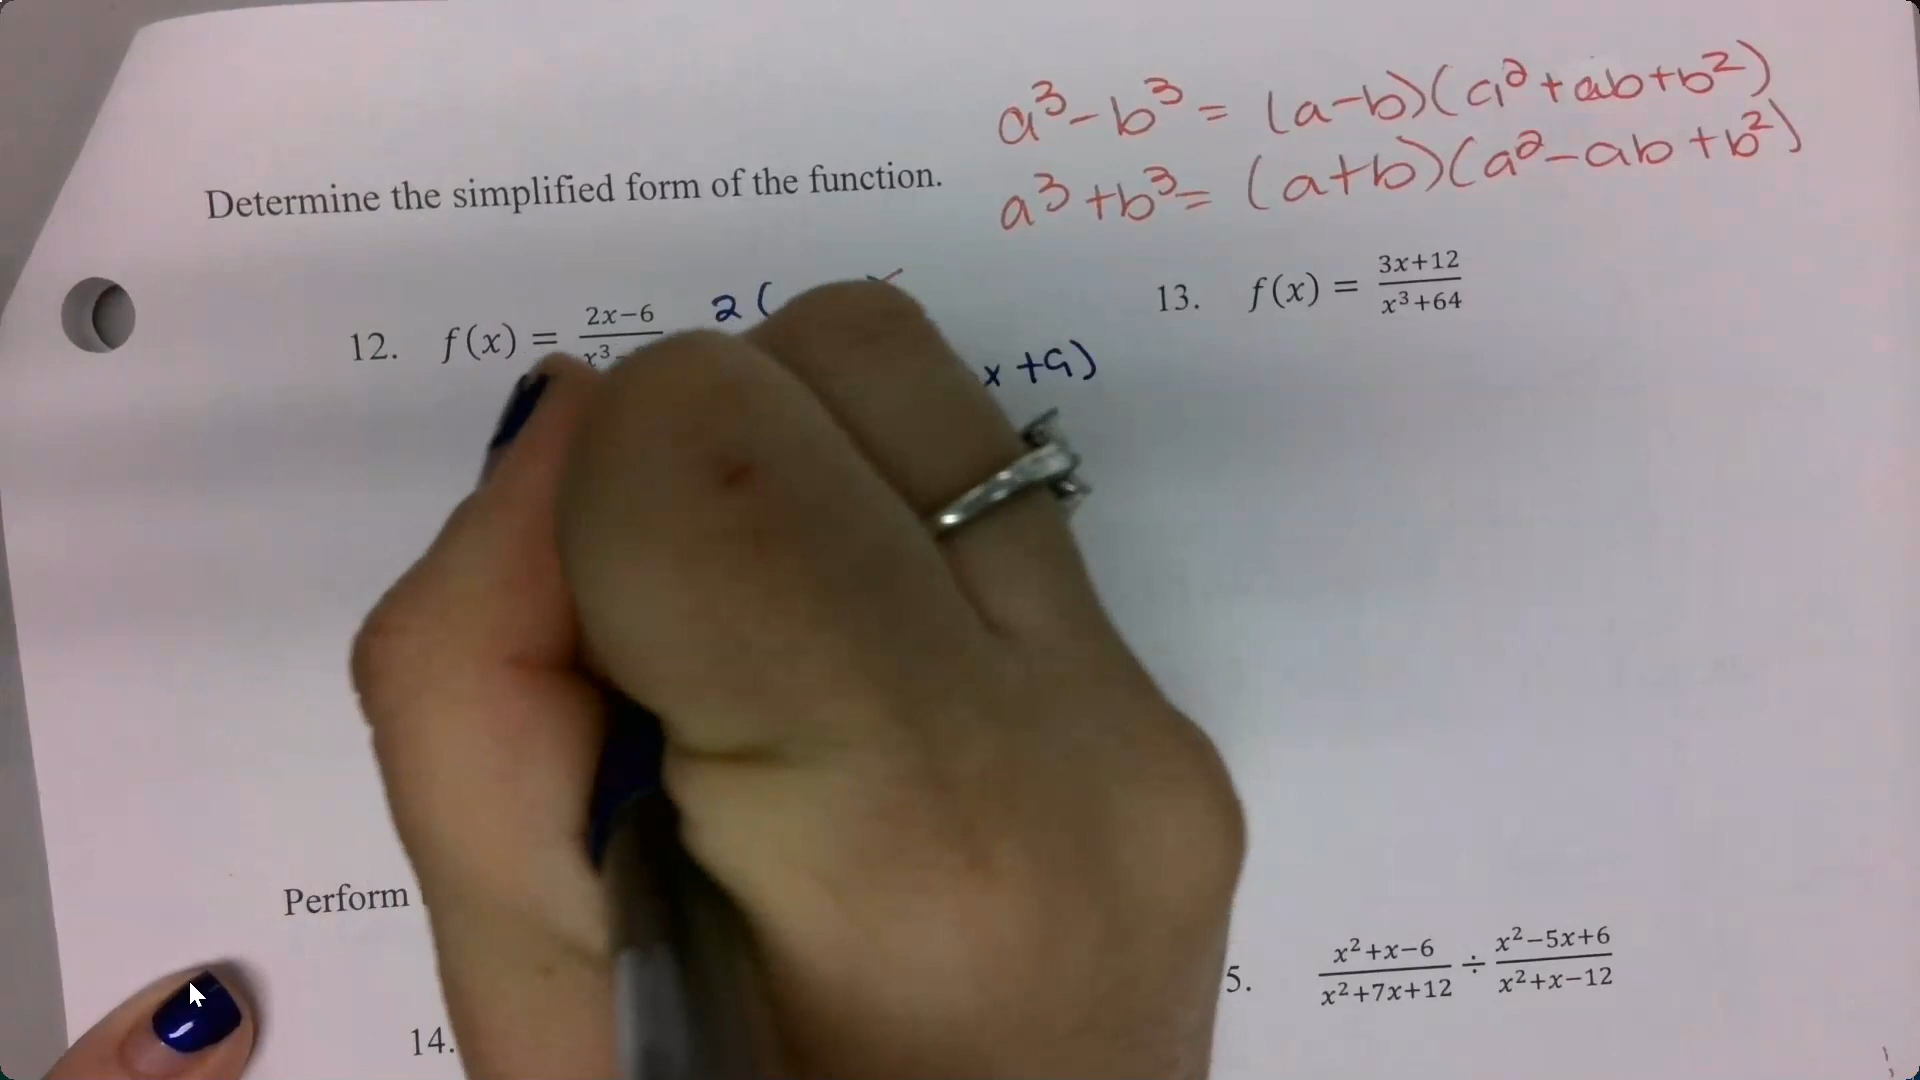 a³-b³= (a-b)(a²+ab+b²)
a³+b³= (a+b)(a²-ab+b²)
Determine the simplified form of the function.
12. f(x) = 2x-6 2(
x³-
x+9)
13. f(x) = 3x+12
x³+64
Perform
14.
5. x²+x-6 ÷ x²-5x+6
x²+7x+12 x²+x-12